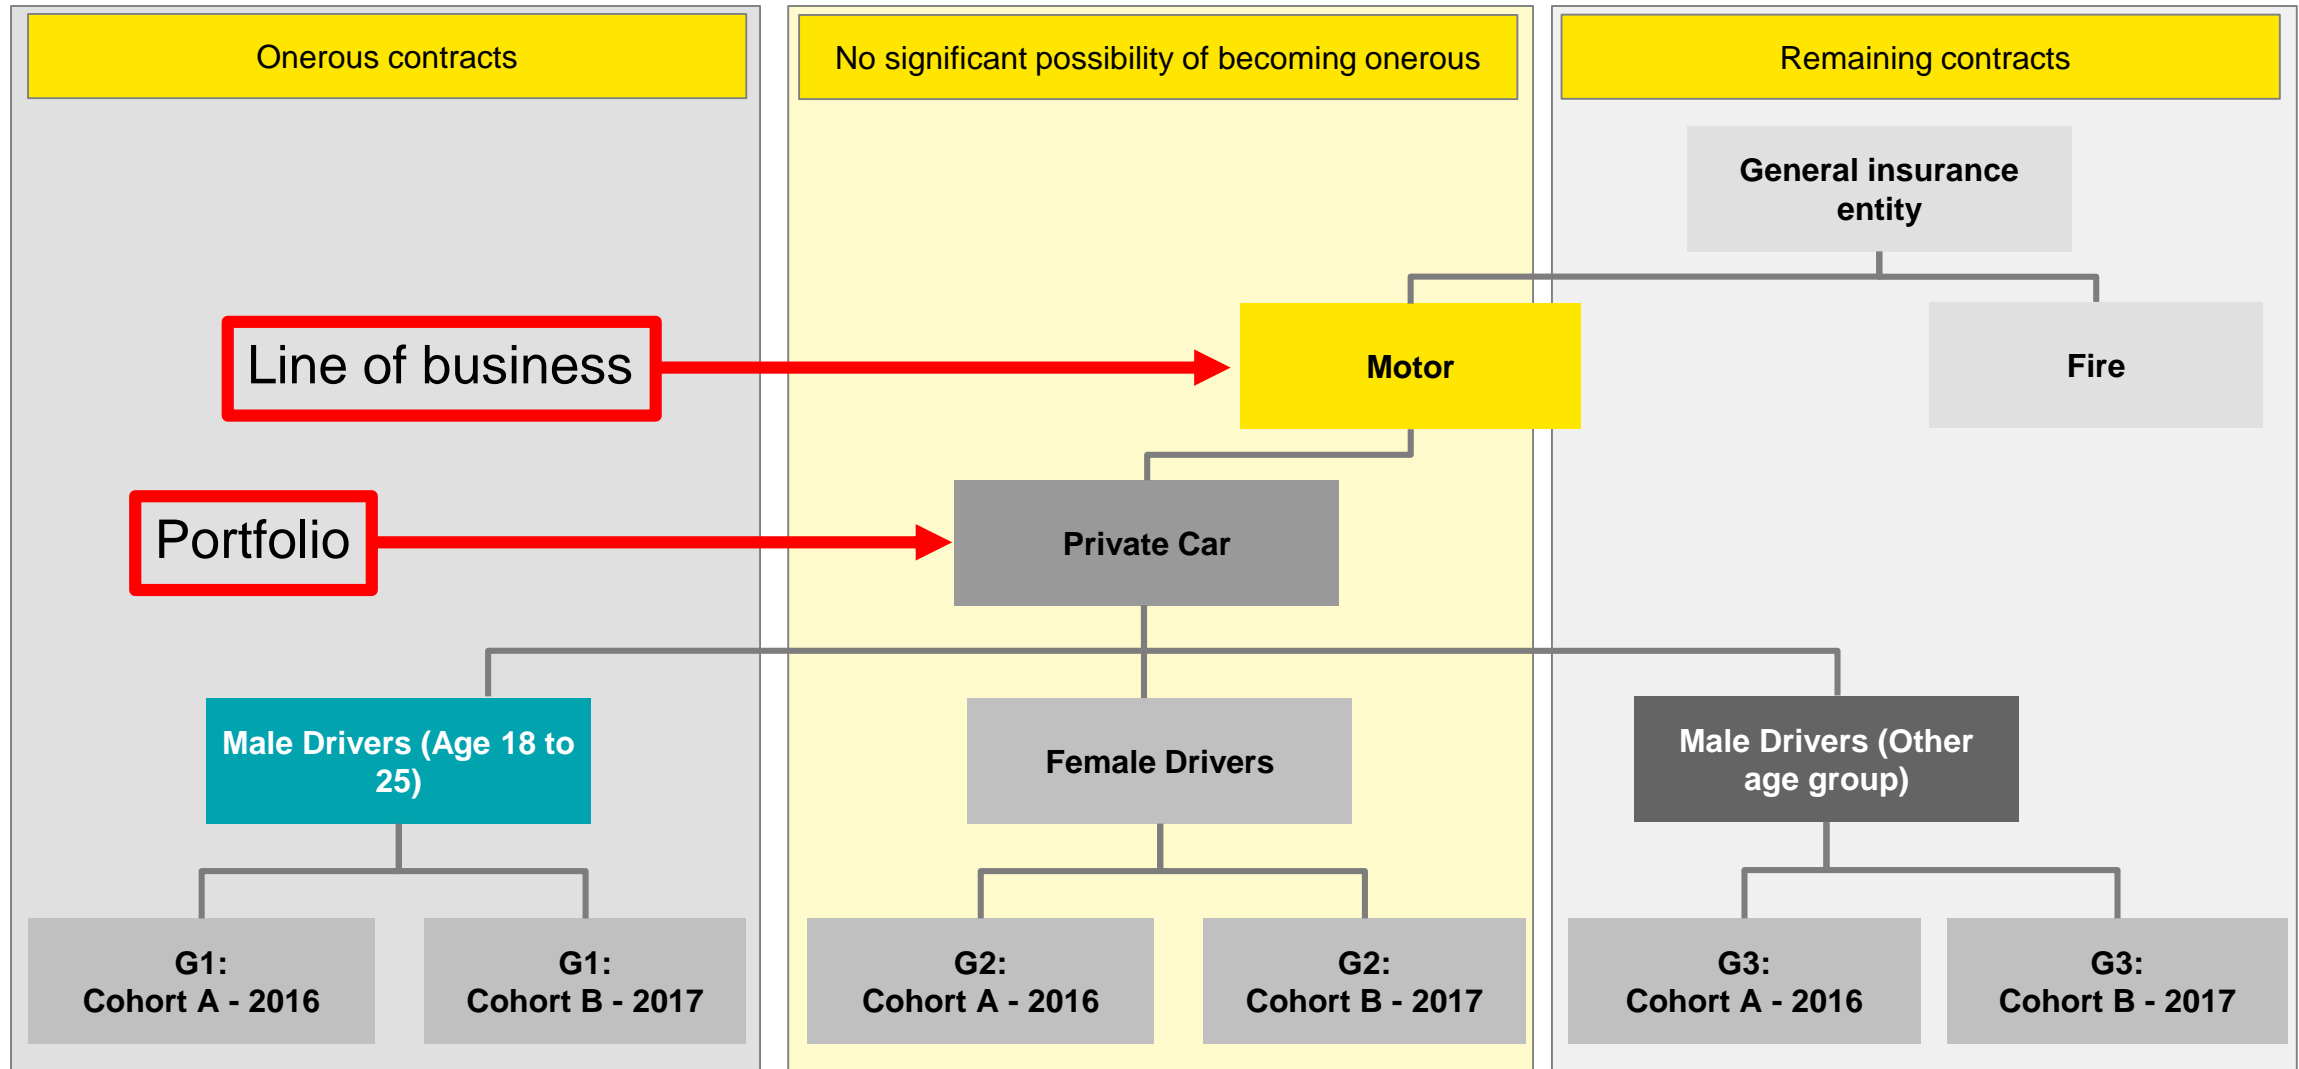 Onerous contracts
No significant possibility of becoming onerous
Remaining contracts
General insurance
entity
Line of business
Motor
Fire
Portfolio
Private Car
Male Drivers (Age 18 to
25)
Female Drivers
Male Drivers (Other
age group)
G1:
Cohort A - 2016
G1:
Cohort B - 2017
G2:
Cohort A - 2016
G2:
Cohort B - 2017
G3:
Cohort A - 2016
G3:
Cohort B - 2017